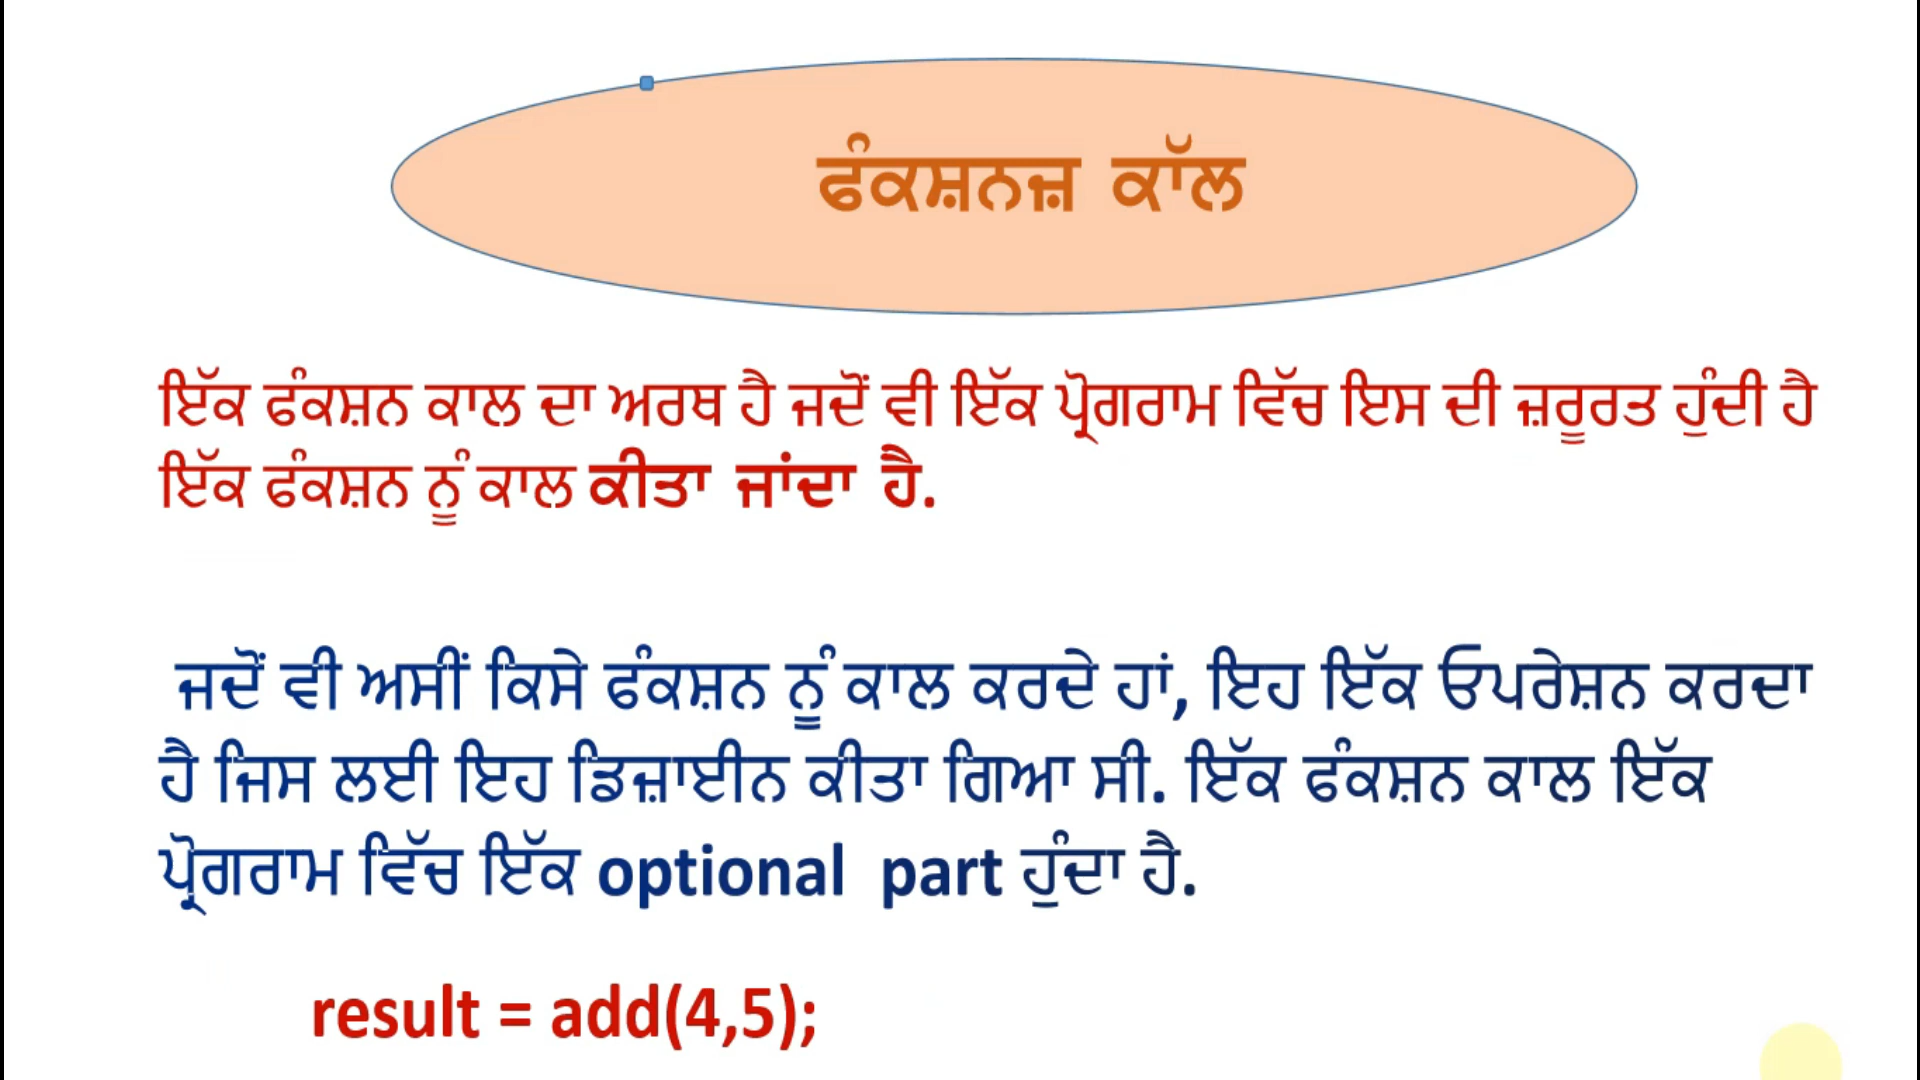 ਫੰਕਸ਼ਨਜ਼ ਕਾੱਲ
ਇੱਕ ਫੰਕਸ਼ਨ ਕਾਲ ਦਾ ਅਰਥ ਹੈ ਜਦੋਂ ਵੀ ਇੱਕ ਪ੍ਰੋਗਰਾਮ ਵਿੱਚ ਇਸ ਦੀ ਜ਼ਰੂਰਤ ਹੁੰਦੀ ਹੈ
ਇੱਕ ਫੰਕਸ਼ਨ ਨੂੰ ਕਾਲ ਕੀਤਾ ਜਾਂਦਾ ਹੈ.
ਜਦੋਂ ਵੀ ਅਸੀਂ ਕਿਸੇ ਫੰਕਸ਼ਨ ਨੂੰ ਕਾਲ ਕਰਦੇ ਹਾਂ, ਇਹ ਇੱਕ ਓਪਰੇਸ਼ਨ ਕਰਦਾ
ਹੈ ਜਿਸ ਲਈ ਇਹ ਡਿਜ਼ਾਈਨ ਕੀਤਾ ਗਿਆ ਸੀ. ਇੱਕ ਫੰਕਸ਼ਨ ਕਾਲ ਇੱਕ
ਪ੍ਰੋਗਰਾਮ ਵਿੱਚ ਇੱਕ optional part ਹੁੰਦਾ ਹੈ.
result = add(4,5);